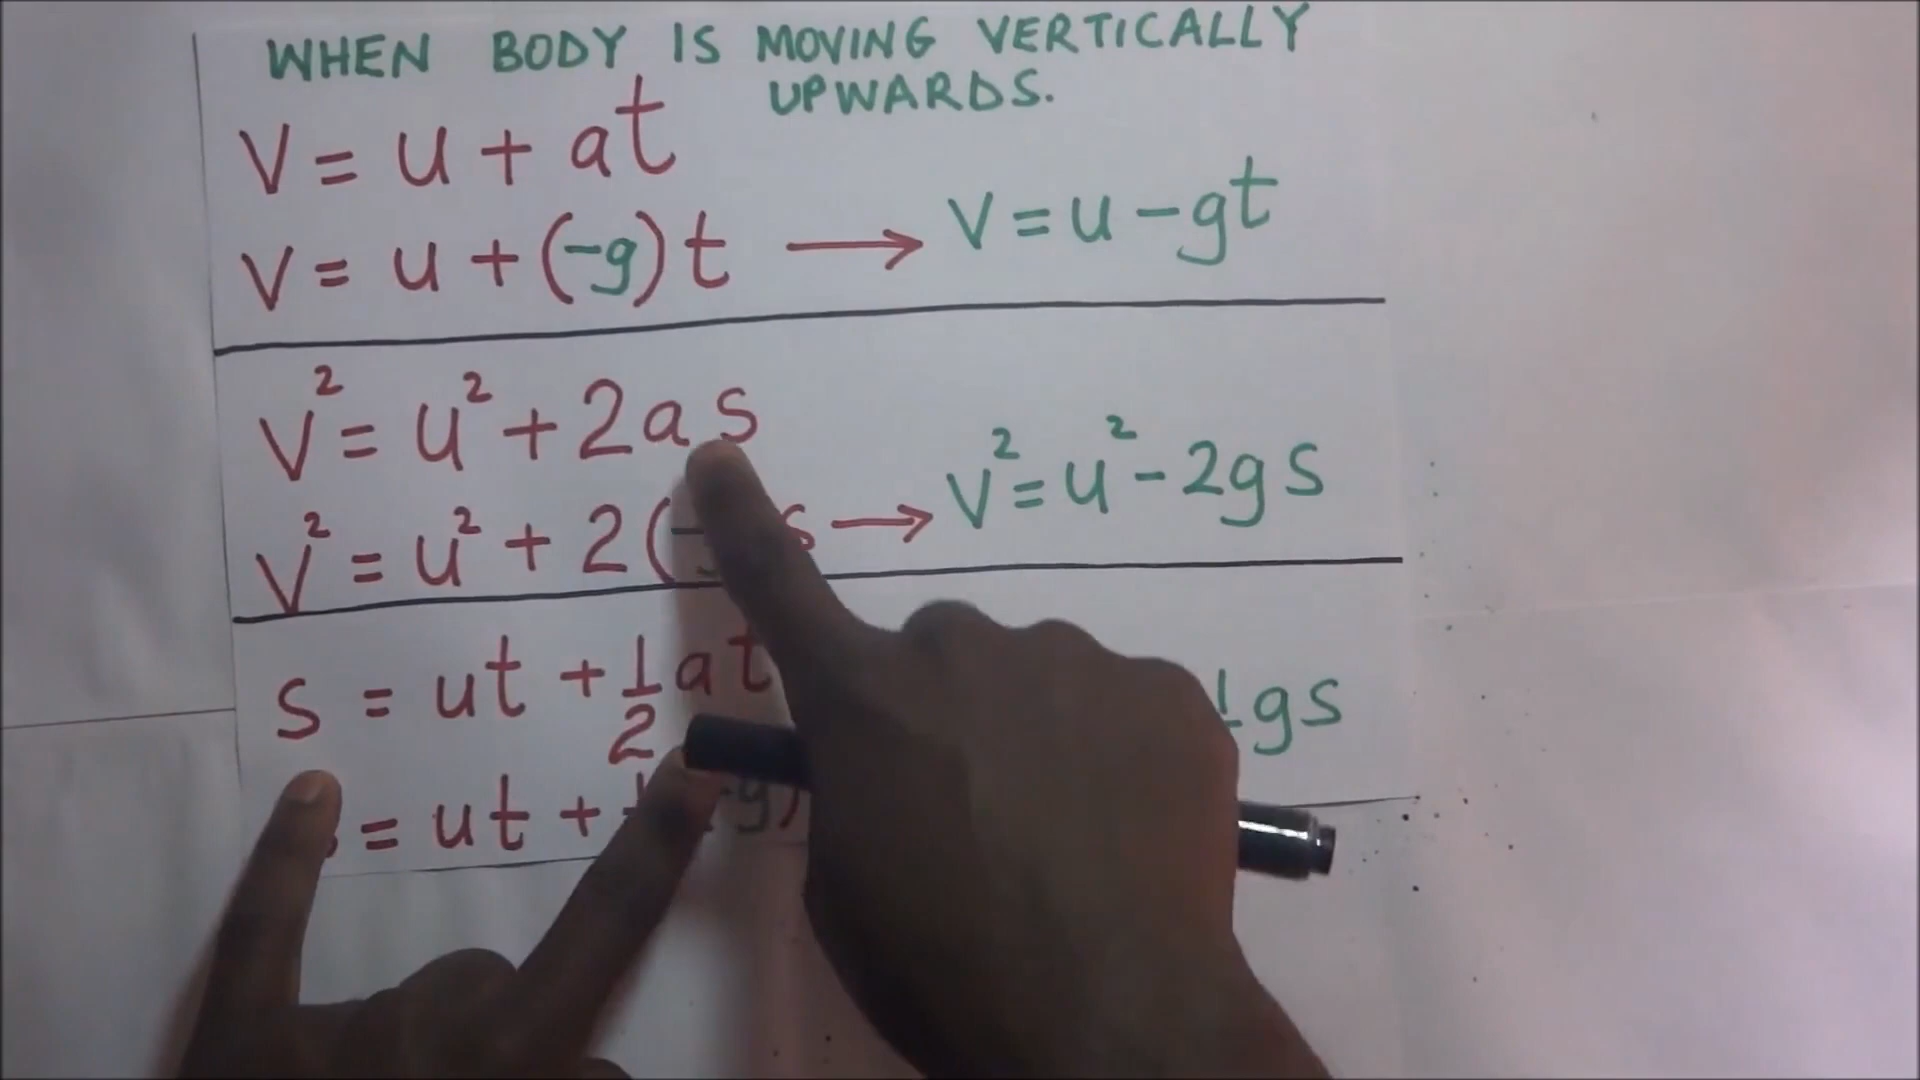 WHEN BODY IS MOVING VERTICALLY
UPWARDS.
V = u + at
V = u + (-g) t → V = u - gt
V² = u² + 2as
V² = u² + 2(- s → V² = u² - 2gs
s = ut + 1/2 at
gs
= ut + g)